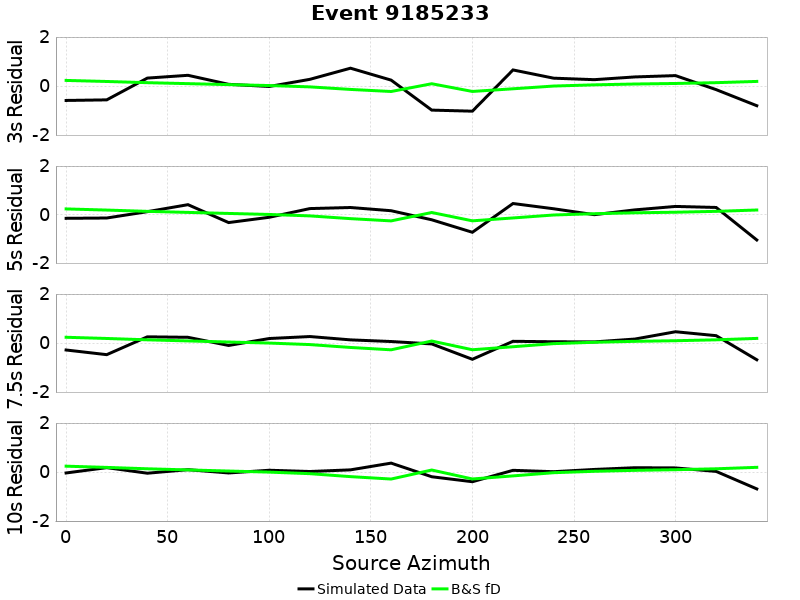 Event 9185233
3s Residual
2
0
-2
5s Residual
2
0
-2
7.5s Residual
2
0
-2
10s Residual
2
0
-2
0 50 100 150 200 250 300
Source Azimuth
Simulated Data B&S fD